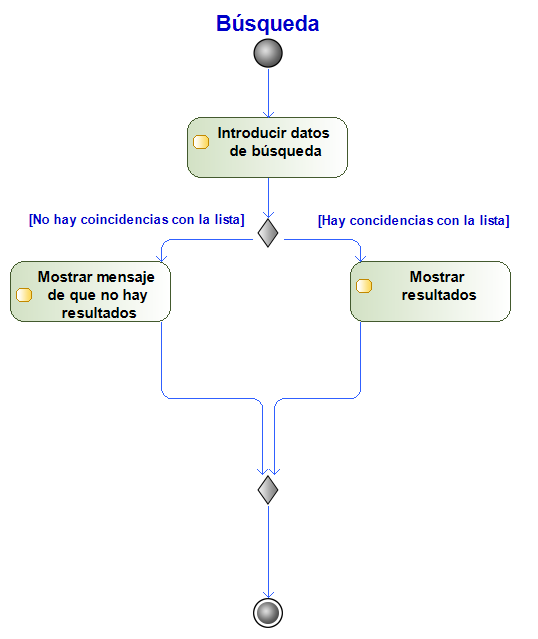 Búsqueda
Introducir datos
de búsqueda
[No hay coincidencias con la lista]
[Hay concidencias con la lista]
Mostrar mensaje
de que no hay
resultados
Mostrar
resultados